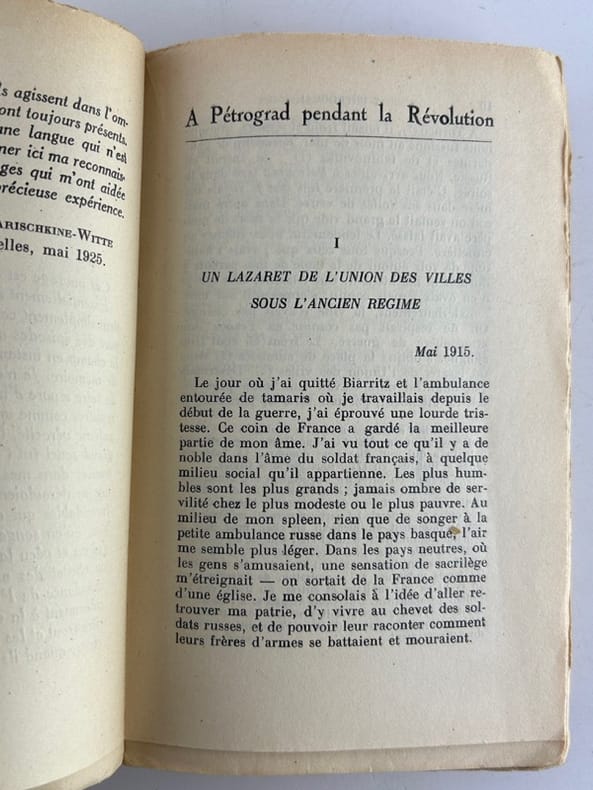 s agissent dans l'om-
ont toujours présents.
une langue qui n'est
ner ici ma reconnais-
ges qui m'ont aidée
précieuse expérience.
ARISCHKINE-WITTE
elles, mai 1925.
A Pétrograd pendant la Révolution
I
UN LAZARET DE L'UNION DES VILLES
SOUS L'ANCIEN REGIME
Mai 1915.
Le jour où j'ai quitté Biarritz et l'ambulance
entourée de tamaris où je travaillais depuis le
début de la guerre, j'ai éprouvé une lourde tris-
tesse. Ce coin de France a gardé la meilleure
partie de mon âme. J'ai vu tout ce qu'il y a de
noble dans l'âme du soldat français, à quelque
milieu social qu'il appartienne. Les plus hum-
bles sont les plus grands ; jamais ombre de ser-
vilité chez le plus modeste ou le plus pauvre. Au
milieu de mon spleen, rien que de songer à la
petite ambulance russe dans le pays basque, l'air
me semble plus léger. Dans les pays neutres, où
les gens s'amusaient, une sensation de sacrilège
m'étreignait — on sortait de la France comme
d'une église. Je me consolais à l'idée d'aller re-
trouver ma patrie, d'y vivre au chevet des sol-
dats russes, et de pouvoir leur raconter comment
leurs frères d'armes se battaient et mouraient.